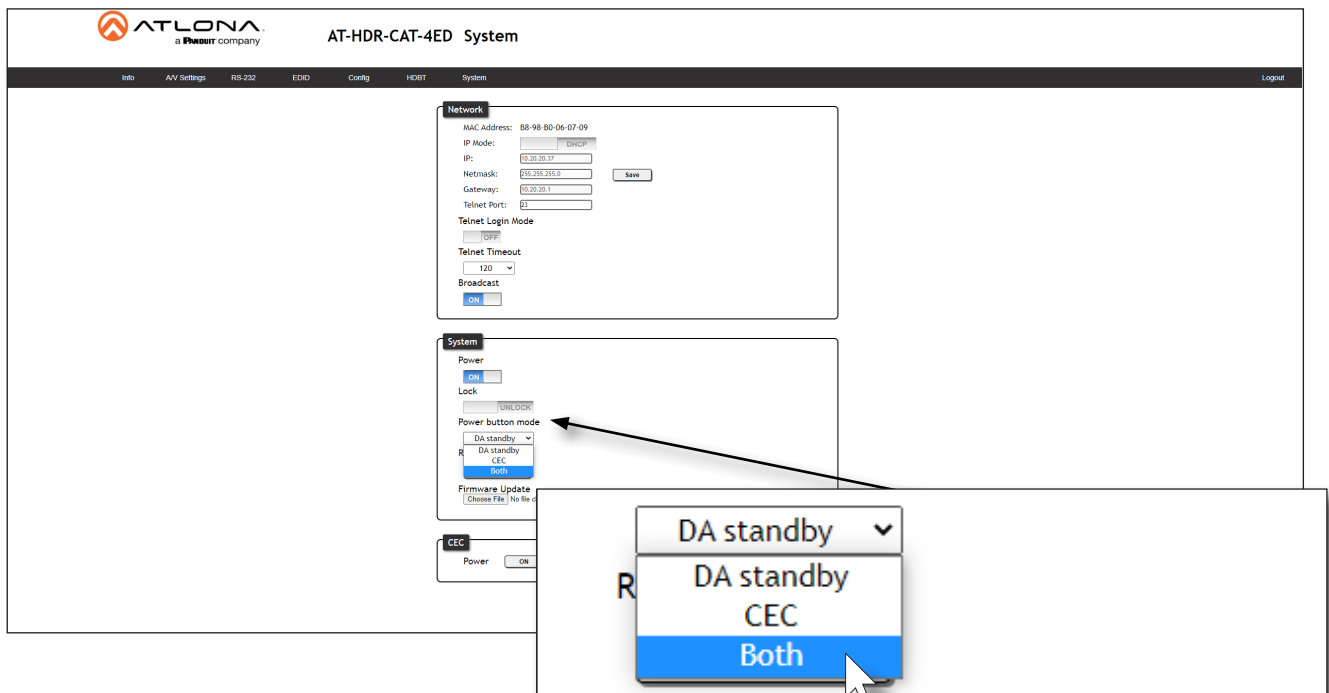 ATLONA
a PANDUIT company
AT-HDR-CAT-4ED System
Info A/V Settings RS-232 EDID Config HDBT System Logout
Network
MAC Address: B8-98-B0-06-07-09
IP Mode: DHCP
IP: 10.20.20.37
Netmask: 255.255.255.0 Save
Gateway: 10.20.20.1
Telnet Port: 23
Telnet Login Mode
OFF
Telnet Timeout
120
Broadcast
ON
System
Power
ON
Lock
UNLOCK
Power button mode
DA standby
R DA standby
CEC
Both
Firmware Update
Choose File No file c
CEC
Power ON
DA standby
R DA standby
CEC
Both